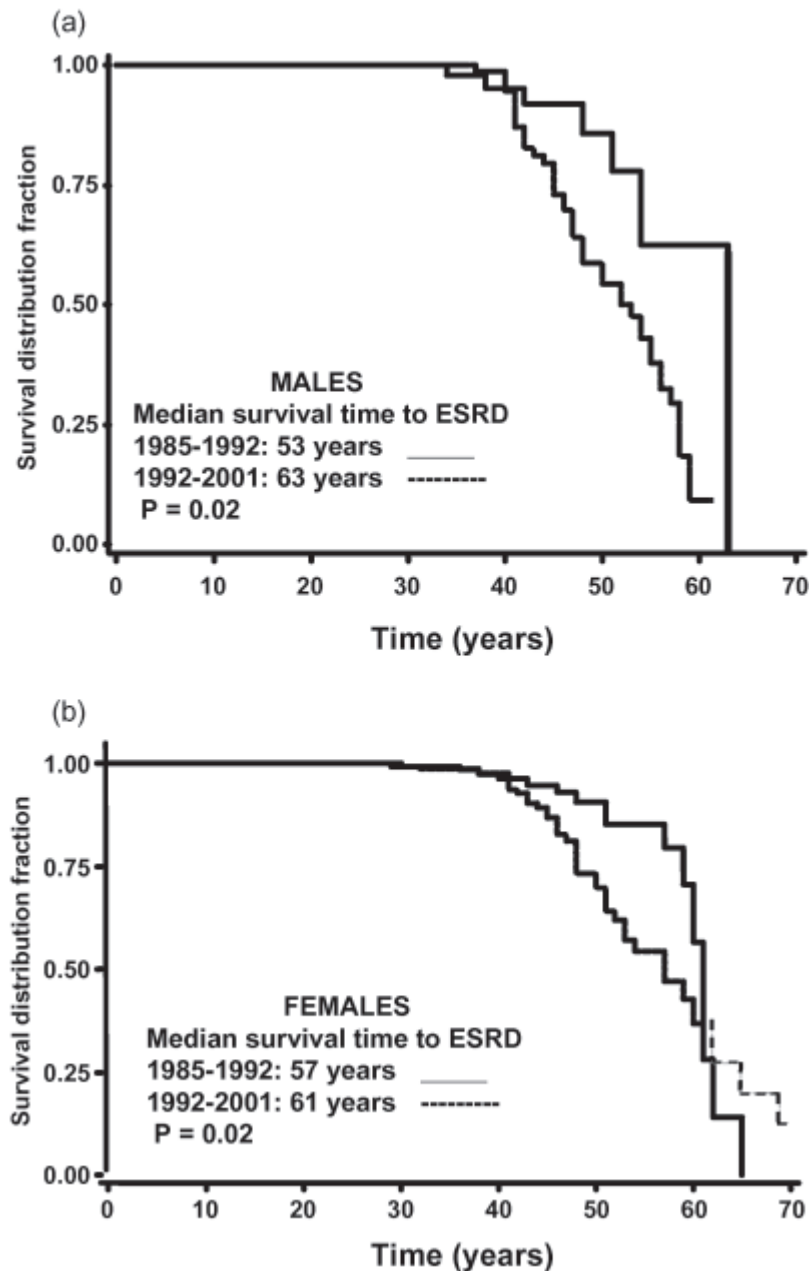 (a)
1.00
0.75
0.50
0.25
0.00
Survival distribution fraction
MALES
Median survival time to ESRD
1985-1992: 53 years
1992-2001: 63 years
P = 0.02
0 10 20 30 40 50 60 70
Time (years)
(b)
1.00
0.75
0.50
0.25
0.00
Survival distribution fraction
FEMALES
Median survival time to ESRD
1985-1992: 57 years
1992-2001: 61 years
P = 0.02
0 10 20 30 40 50 60 70
Time (years)